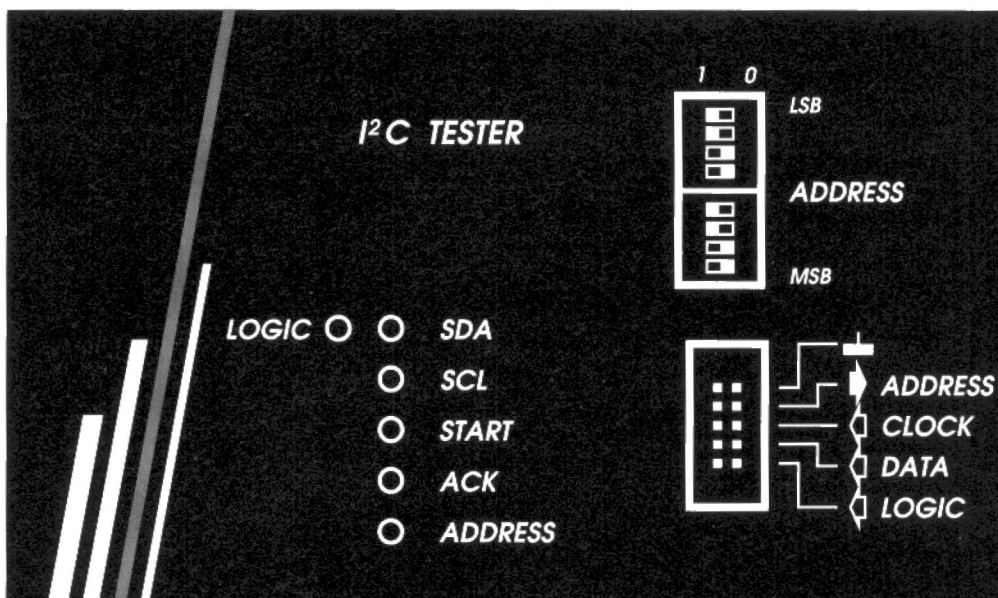 1 0
LSB
I²C TESTER
ADDRESS
MSB
LOGIC SDA
SCL
START
ACK
ADDRESS
ADDRESS
CLOCK
DATA
LOGIC